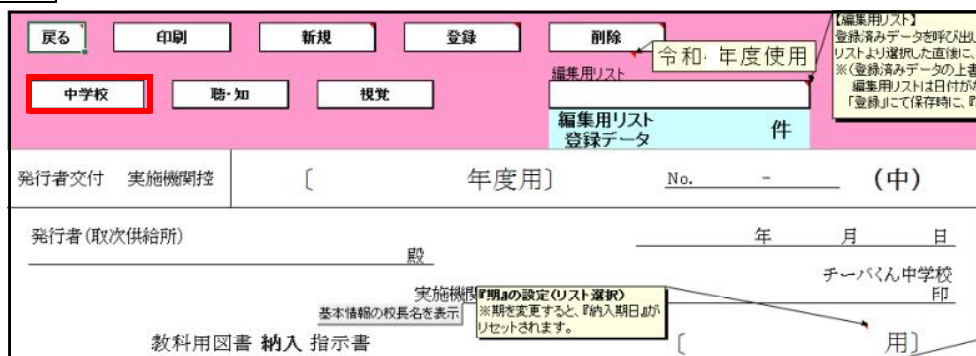 戻る 印刷 新規 登録 削除
令和 年度使用
【編集用リスト】
登録済みデータを呼び出し
リストより選択した直後に、
※(登録済みデータの上書
編集用リストは日付が
「登録」にて保存時に、
編集用リスト
中学校 聴・知 視覚
編集用リスト
登録データ 件
発行者交付 実施機関控 〔 年度用〕 No. - (中)
発行者(取次供給所)
殿
年 月 日
チーバくん中学校
実施機関
印
基本情報の校長名を表示
『期』の設定(リスト選択)
※期を変更すると、『納入期日』が
リセットされます。
教科用図書 納入 指示書 〔 用〕